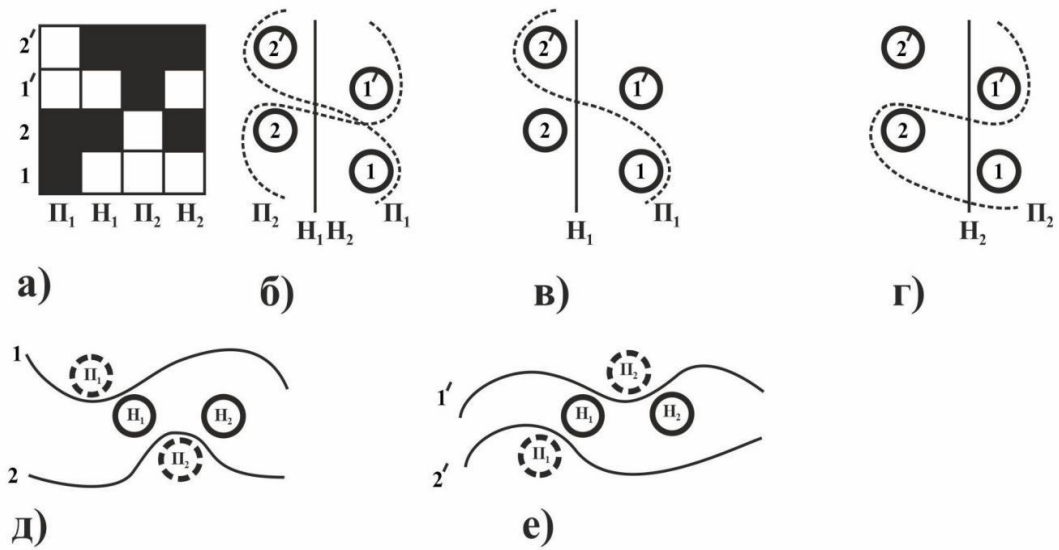 2′
1′
2
1
П₁ Н₁ П₂ Н₂
а)
2′
1′
2
1
П₂ Н₁ Н₂ П₁
б)
2′
1′
2
1
Н₁ П₁
в)
2′
1′
2
1
Н₂ П₂
г)
1
П₁
Н₁ Н₂
П₂
2
д)
П₂
1′
Н₁ Н₂
П₁
2′
е)